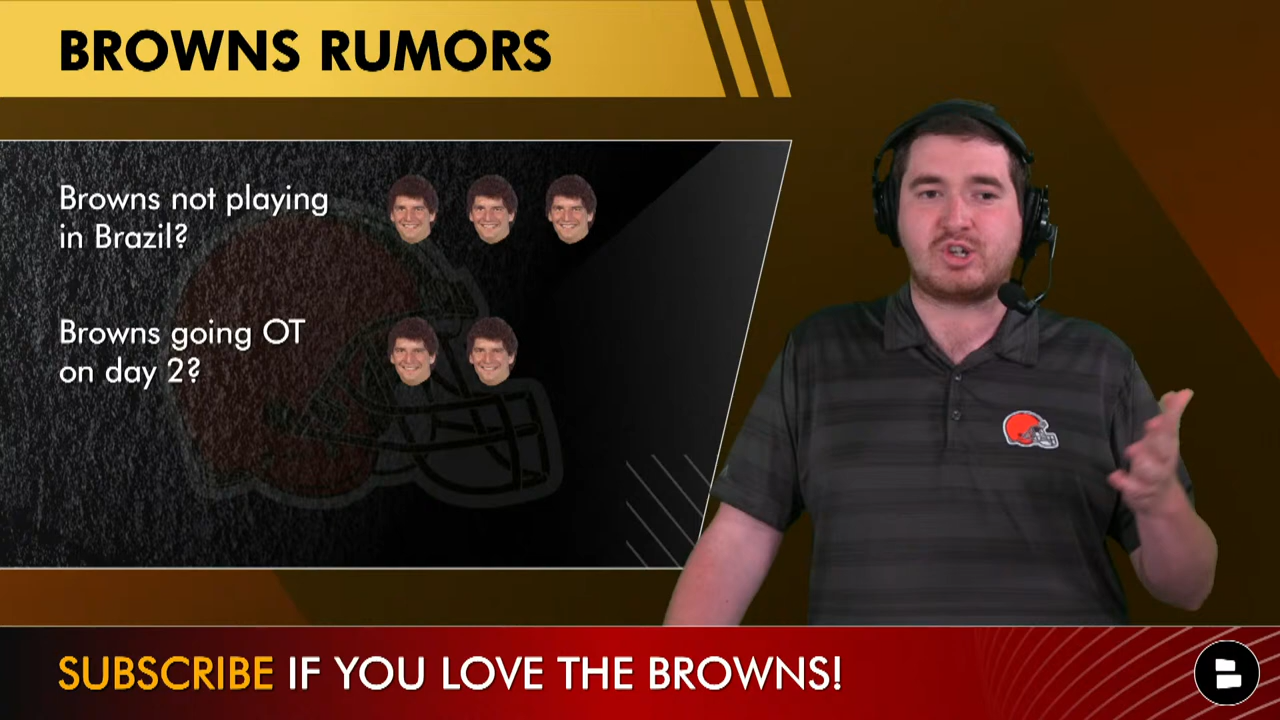 BROWNS RUMORS
Browns not playing
in Brazil?
Browns going OT
on day 2?
SUBSCRIBE IF YOU LOVE THE BROWNS!